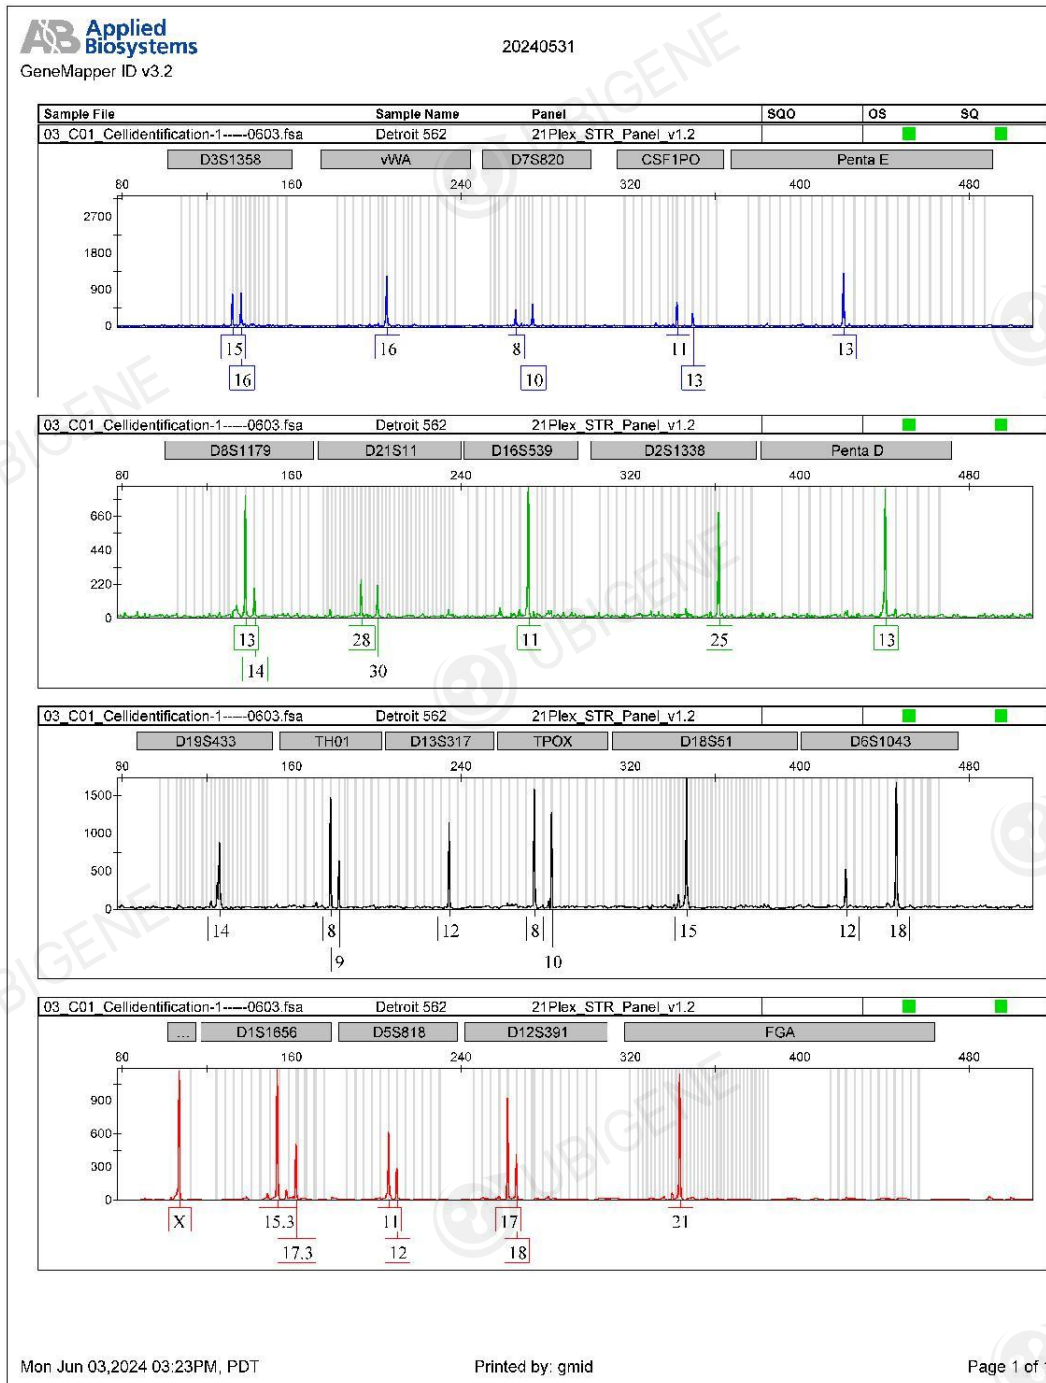 AB Applied
Biosystems
20240531
GeneMapper ID v3.2
Sample File Sample Name Panel SQO OS SQ
03_C01_Cellidentification-1-----0603.fsa Detroit 562 21Plex_STR_Panel_v1.2
D3S1358 vWA D7S820 CSF1PO Penta E
80 160 240 320 400 480
2700
1800
900
0
15 16 8 11 13
16 10 13
03_C01_Cellidentification-1-----0603.fsa Detroit 562 21Plex_STR_Panel_v1.2
D8S1179 D21S11 D16S539 D2S1338 Penta D
80 160 240 320 400 480
660
440
220
0
13 28 11 25 13
14 30
03_C01_Cellidentification-1-----0603.fsa Detroit 562 21Plex_STR_Panel_v1.2
D19S433 TH01 D13S317 TPOX D18S51 D6S1043
80 160 240 320 400 480
1500
1000
500
0
14 8 12 8 15 12 18
9 10
03_C01_Cellidentification-1-----0603.fsa Detroit 562 21Plex_STR_Panel_v1.2
... D1S1656 D5S818 D12S391 FGA
80 160 240 320 400 480
900
600
300
0
X 15.3 11 17 21
17.3 12 18
Mon Jun 03,2024 03:23PM, PDT Printed by: gmid Page 1 of 1
UBIGENE
UBIGENE
UBIGENE
UBIGENE
UBIGENE